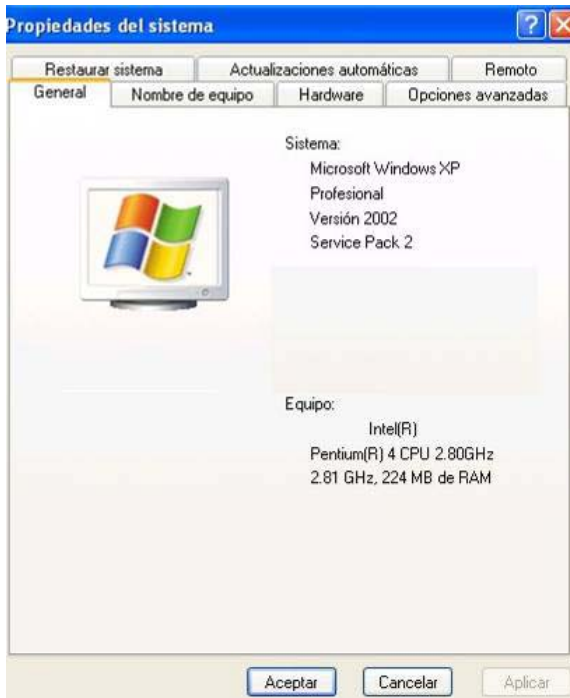 Propiedades del sistema
Restaurar sistema Actualizaciones automáticas Remoto
General Nombre de equipo Hardware Opciones avanzadas
Sistema:
Microsoft Windows XP
Profesional
Versión 2002
Service Pack 2
Equipo:
Intel(R)
Pentium(R) 4 CPU 2.80GHz
2.81 GHz, 224 MB de RAM
Aceptar Cancelar Aplicar